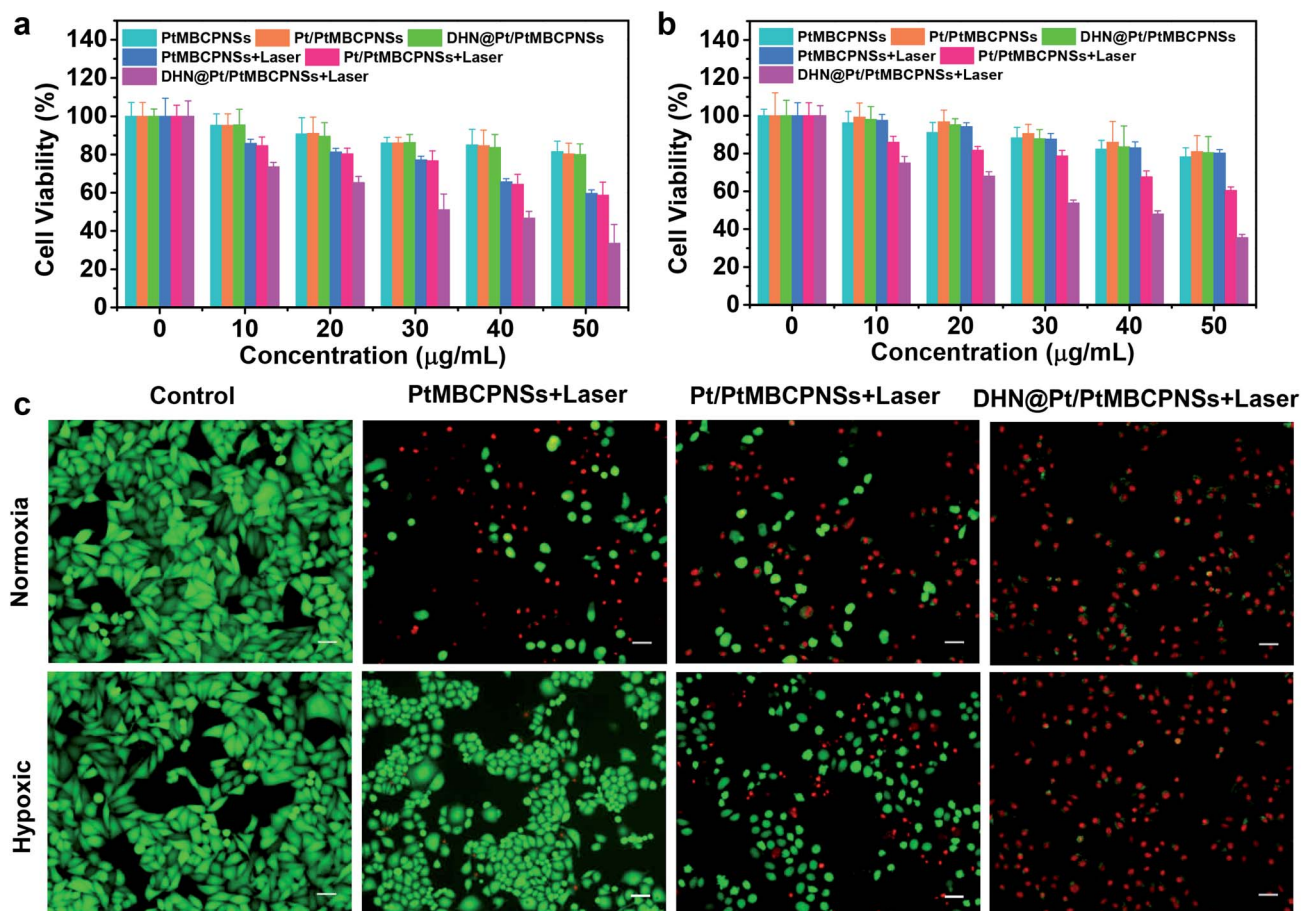 a
140
120
100
80
60
40
20
0
Cell Viability (%)
PtMBCPNSs Pt/PtMBCPNSs DHN@Pt/PtMBCPNSs
PtMBCPNSs+Laser Pt/PtMBCPNSs+Laser
DHN@Pt/PtMBCPNSs+Laser
0 10 20 30 40 50
Concentration (μg/mL)
b
140
120
100
80
60
40
20
0
Cell Viability (%)
PtMBCPNSs Pt/PtMBCPNSs DHN@Pt/PtMBCPNSs
PtMBCPNSs+Laser Pt/PtMBCPNSs+Laser
DHN@Pt/PtMBCPNSs+Laser
0 10 20 30 40 50
Concentration (μg/mL)
c
Control PtMBCPNSs+Laser Pt/PtMBCPNSs+Laser DHN@Pt/PtMBCPNSs+Laser
Normoxia
Hypoxic